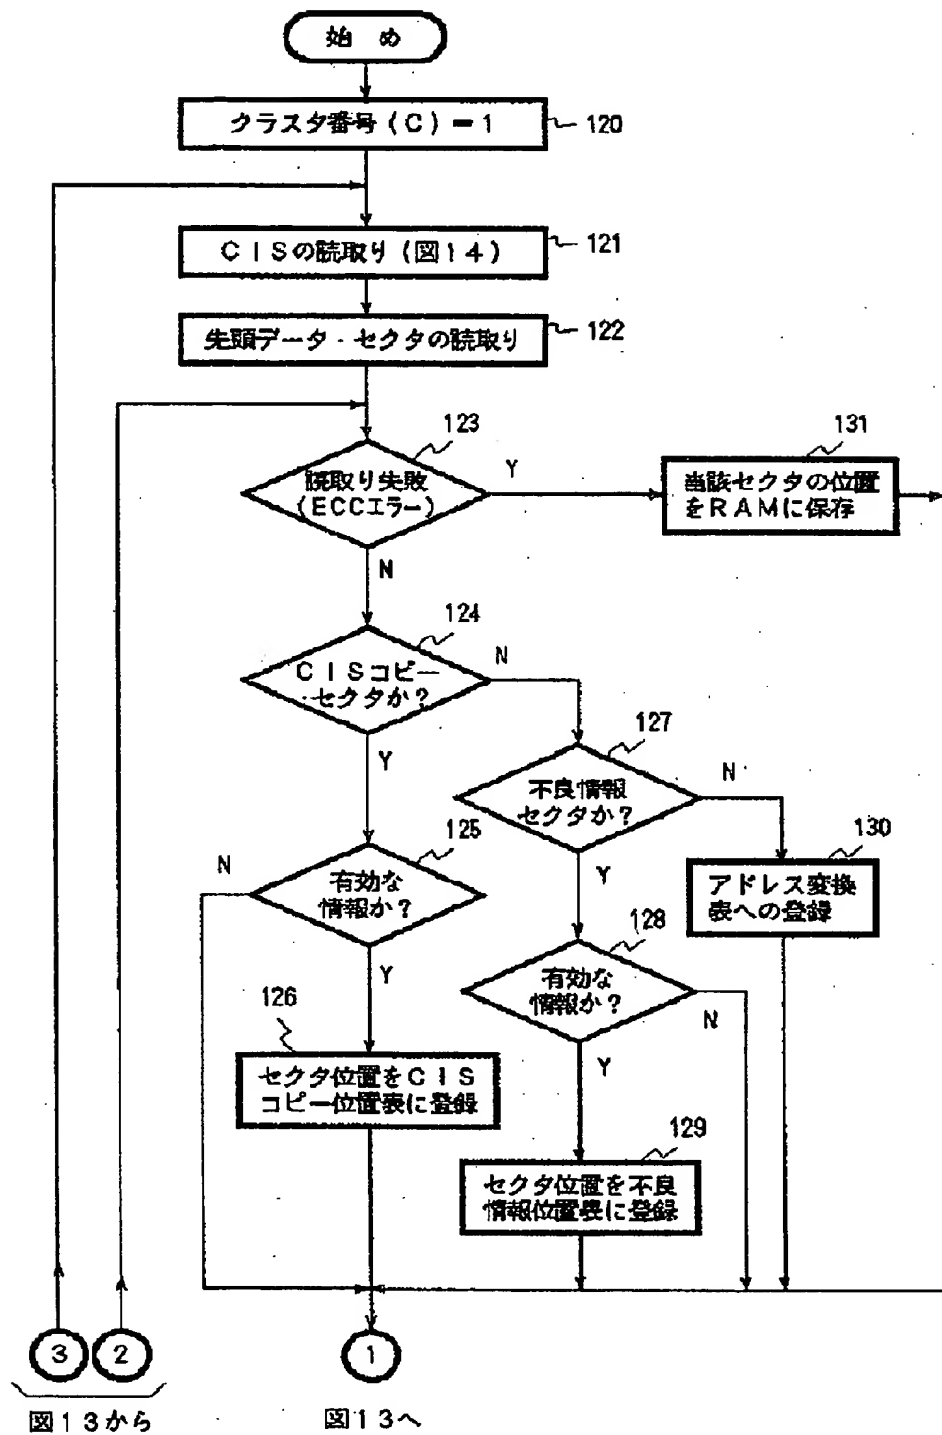 始 め
クラスタ番号(C)=1
120
CISの読取り(図14)
121
先頭データ・セクタの読取り
122
123
読取り失敗
(ECCエラー)
Y
131
当該セクタの位置
をRAMに保存
N
124
CISコピー
セクタか?
N
Y
127
不良情報
セクタか?
N
125
有効な
情報か?
N
Y
130
アドレス変換
表への登録
Y
128
有効な
情報か?
N
126
セクタ位置をCIS
コピー位置表に登録
Y
129
セクタ位置を不良
情報位置表に登録
3
2
1
図13から
図13へ